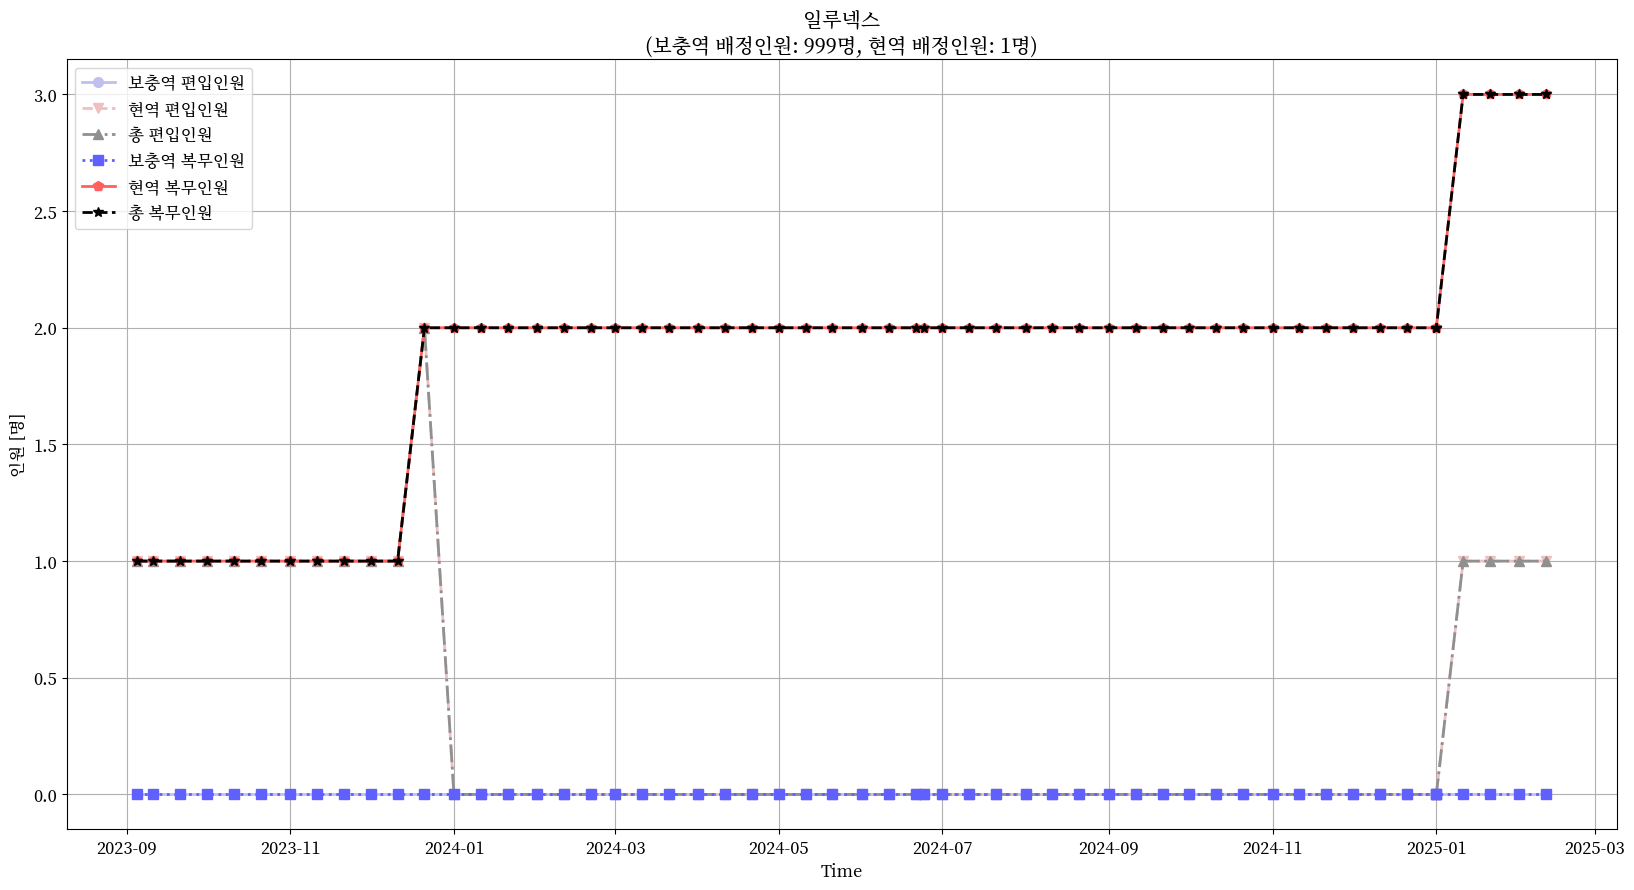 일루넥스
(보충역 배정인원: 999명, 현역 배정인원: 1명)
보충역 편입인원
현역 편입인원
총 편입인원
보충역 복무인원
현역 복무인원
총 복무인원
3.0
2.5
2.0
1.5
1.0
0.5
0.0
인원 [명]
2023-09 2023-11 2024-01 2024-03 2024-05 2024-07 2024-09 2024-11 2025-01 2025-03
Time